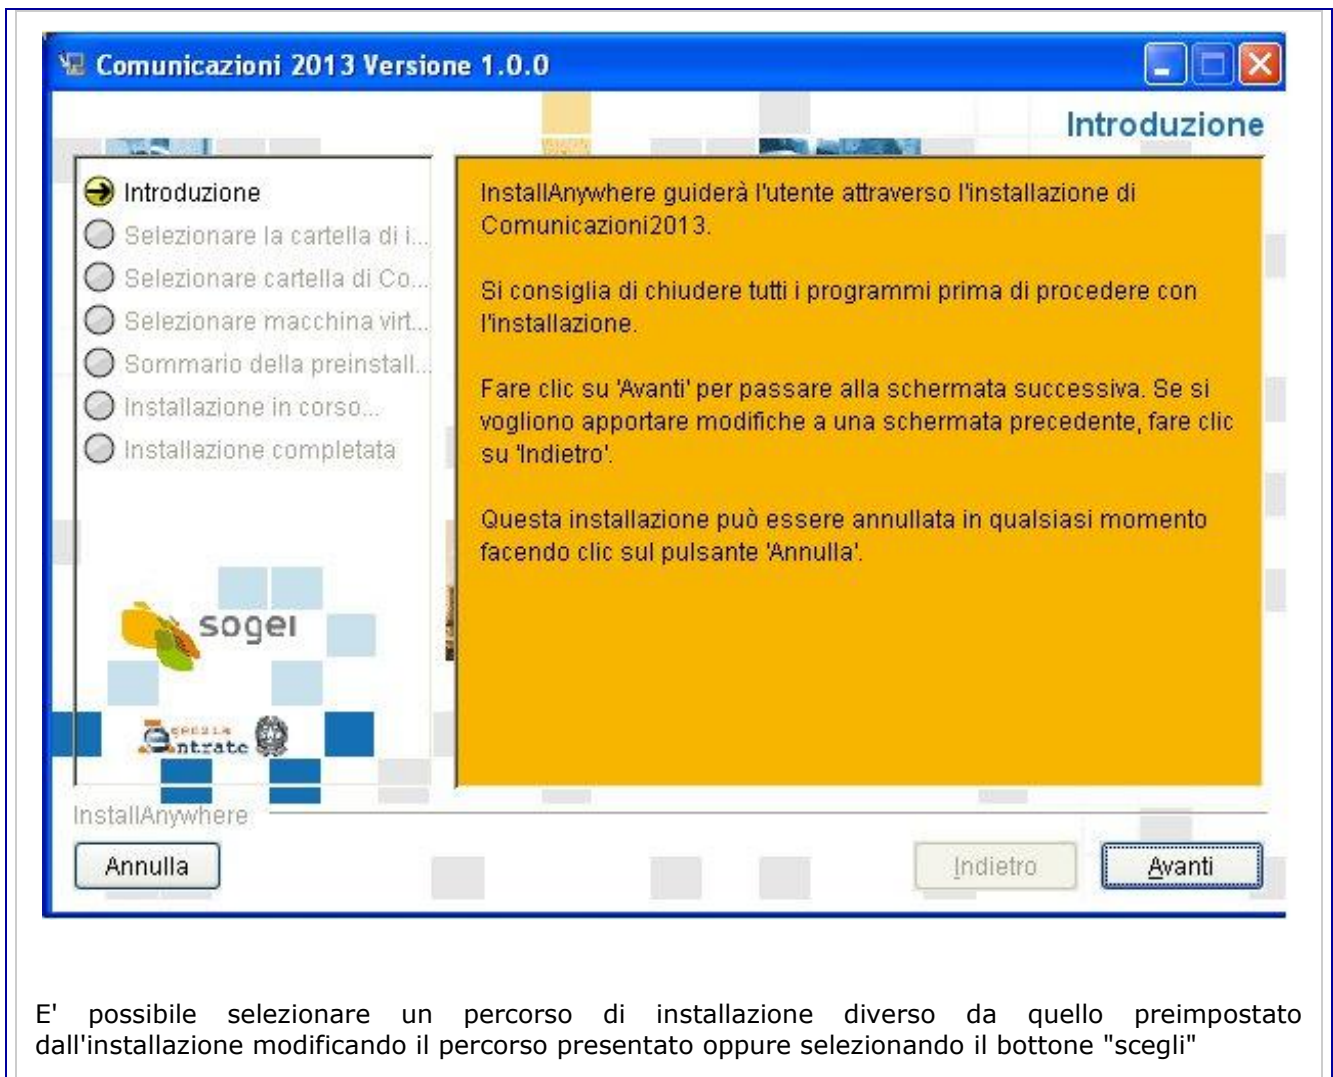 Comunicazioni 2013 Versione 1.0.0
Introduzione
Introduzione
Selezionare la cartella di i...
Selezionare cartella di Co...
Selezionare macchina virt...
Sommario della preinstall...
Installazione in corso...
Installazione completata
sogei
genzia
ntrate
InstallAnywhere guiderà l'utente attraverso l'installazione di
Comunicazioni2013.
Si consiglia di chiudere tutti i programmi prima di procedere con
l'installazione.
Fare clic su 'Avanti' per passare alla schermata successiva. Se si
vogliono apportare modifiche a una schermata precedente, fare clic
su 'Indietro'.
Questa installazione può essere annullata in qualsiasi momento
facendo clic sul pulsante 'Annulla'.
InstallAnywhere
Annulla
Indietro
Avanti
E' possibile selezionare un percorso di installazione diverso da quello preimpostato
dall'installazione modificando il percorso presentato oppure selezionando il bottone "scegli"